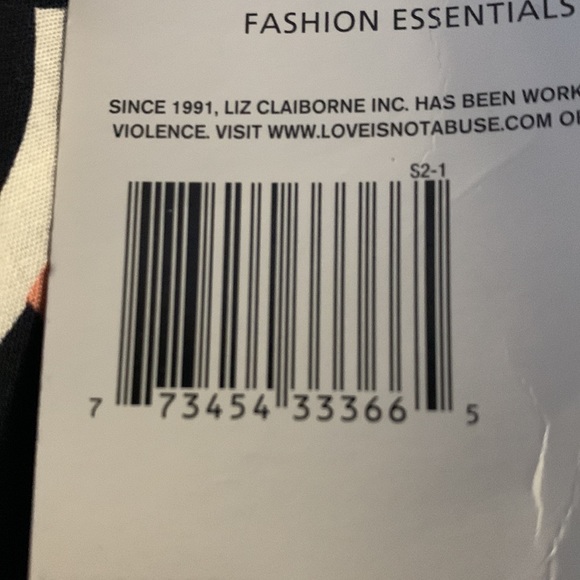 FASHION ESSENTIALS
SINCE 1991, LIZ CLAIBORNE INC. HAS BEEN
VIOLENCE. VISIT WWW.LOVEISNOTABUSE.COM
S2-1
7 73454 33366 5